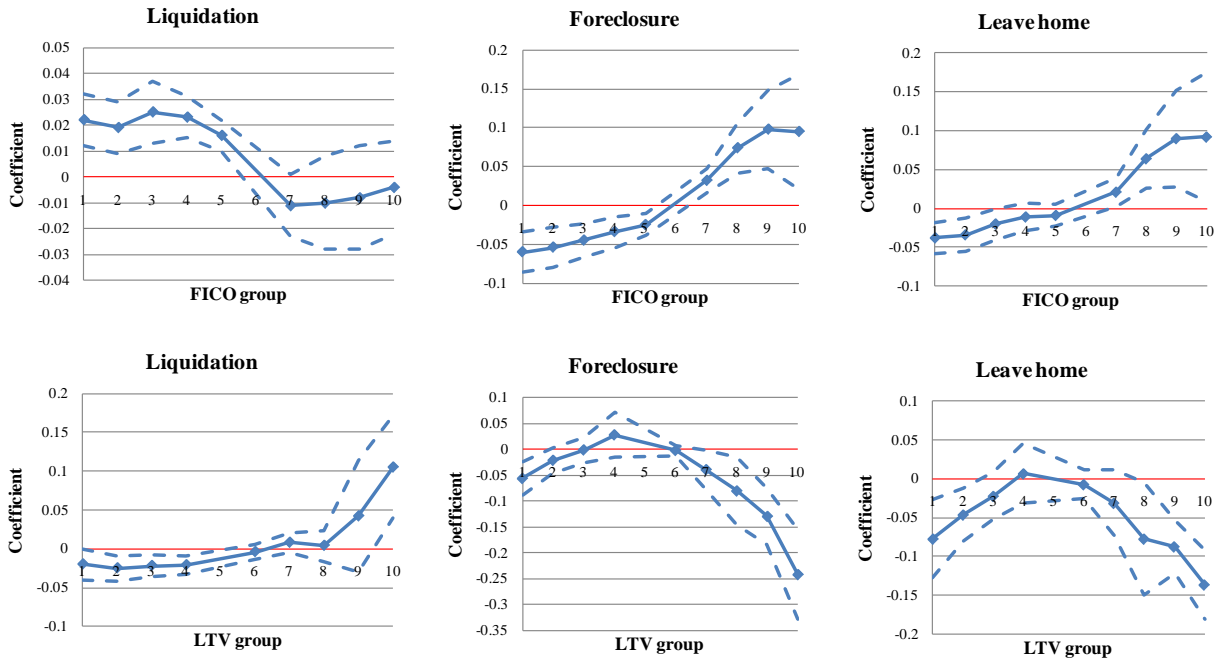 Liquidation
0.05
0.04
0.03
0.02
0.01
0
-0.01
-0.02
-0.03
-0.04
1 2 3 4 5 6 7 8 9 10
Coefficient
FICO group
Foreclosure
0.2
0.15
0.1
0.05
0
-0.05
-0.1
1 2 3 4 5 6 7 8 9 10
Coefficient
FICO group
Leave home
0.2
0.15
0.1
0.05
0
-0.05
-0.1
1 2 3 4 5 6 7 8 9 10
Coefficient
FICO group
Liquidation
0.2
0.15
0.1
0.05
0
-0.05
-0.1
1 2 3 4 5 6 7 8 9 10
Coefficient
LTV group
Foreclosure
0.1
0.05
0
-0.05
-0.1
-0.15
-0.2
-0.25
-0.3
-0.35
1 2 3 4 5 6 7 8 9 10
Coefficient
LTV group
Leave home
0.1
0.05
0
-0.05
-0.1
-0.15
-0.2
1 2 3 4 5 6 7 8 9 10
Coefficient
LTV group